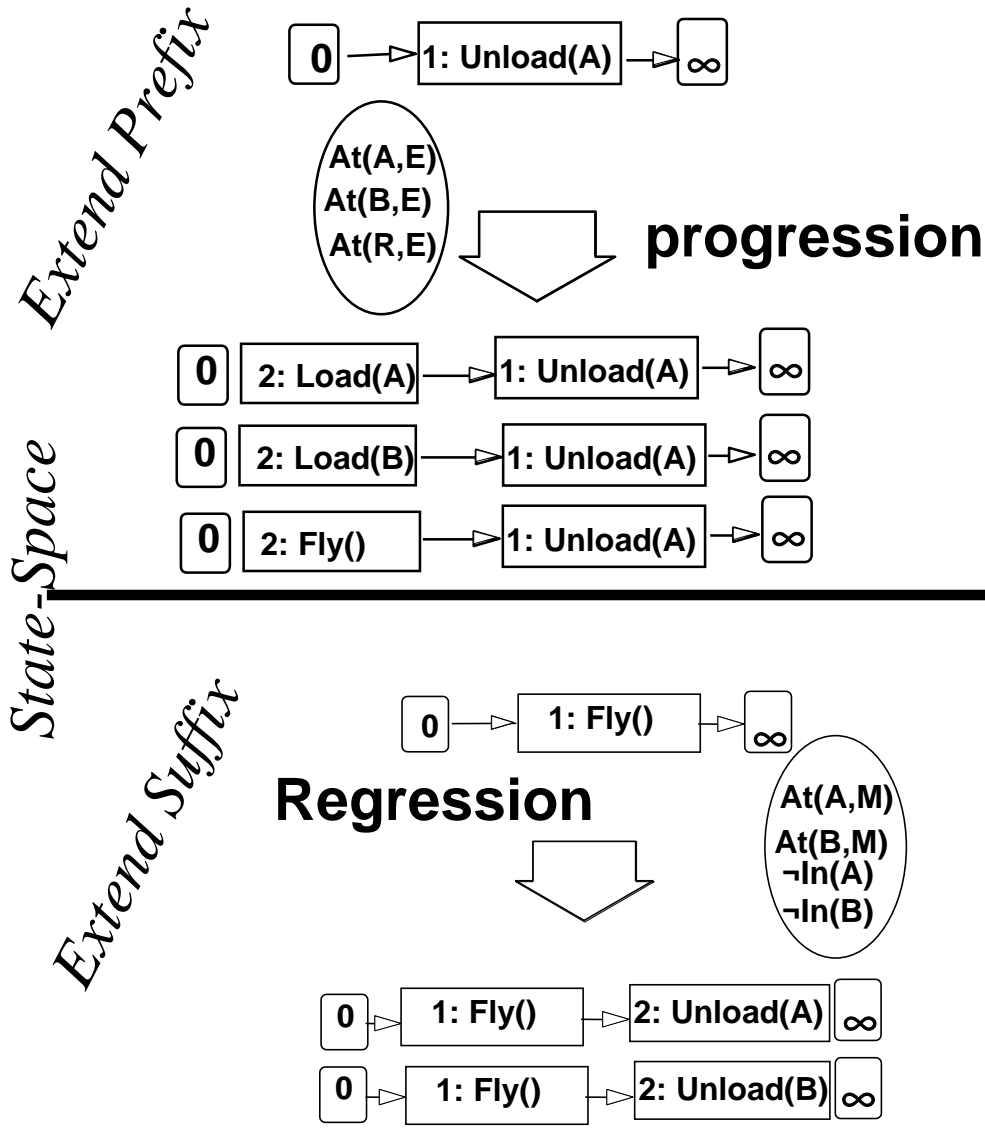 Extend Prefix
0 1: Unload(A) ∞
At(A,E)
At(B,E)
At(R,E)
progression
0 2: Load(A) 1: Unload(A) ∞
0 2: Load(B) 1: Unload(A) ∞
0 2: Fly() 1: Unload(A) ∞
State-Space
Extend Suffix
0 1: Fly() ∞
Regression
At(A,M)
At(B,M)
¬In(A)
¬In(B)
0 1: Fly() 2: Unload(A) ∞
0 1: Fly() 2: Unload(B) ∞